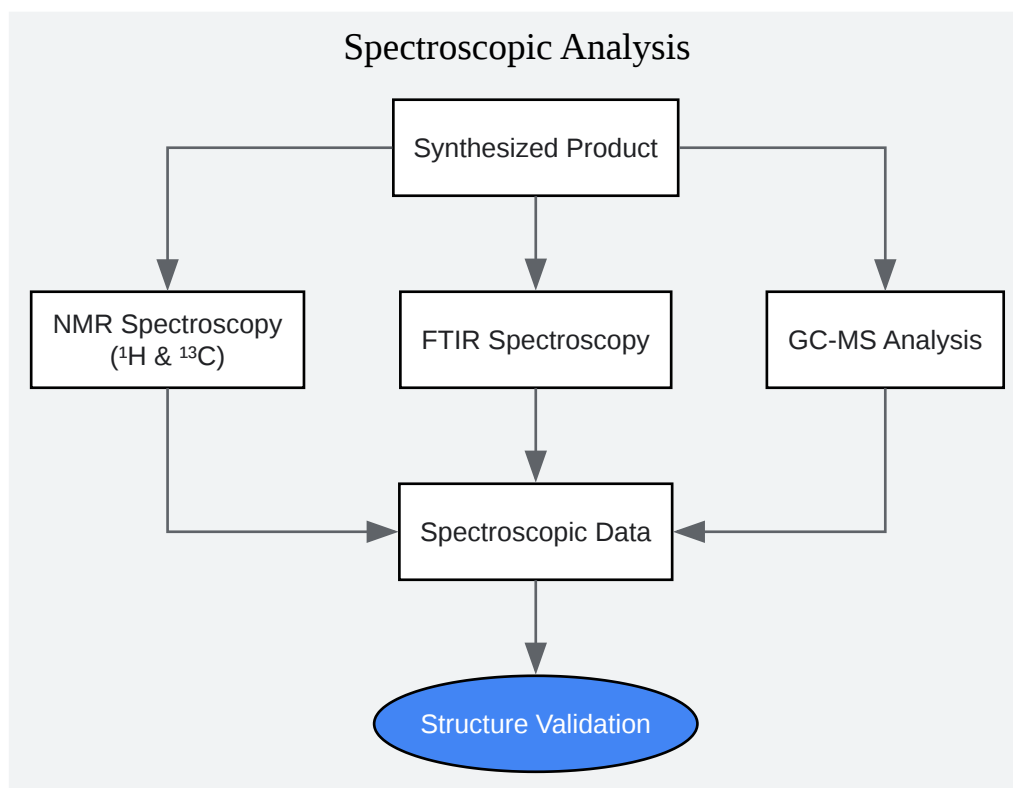 Spectroscopic Analysis
Synthesized Product
NMR Spectroscopy
(¹H & ¹³C)
FTIR Spectroscopy
GC-MS Analysis
Spectroscopic Data
Structure Validation